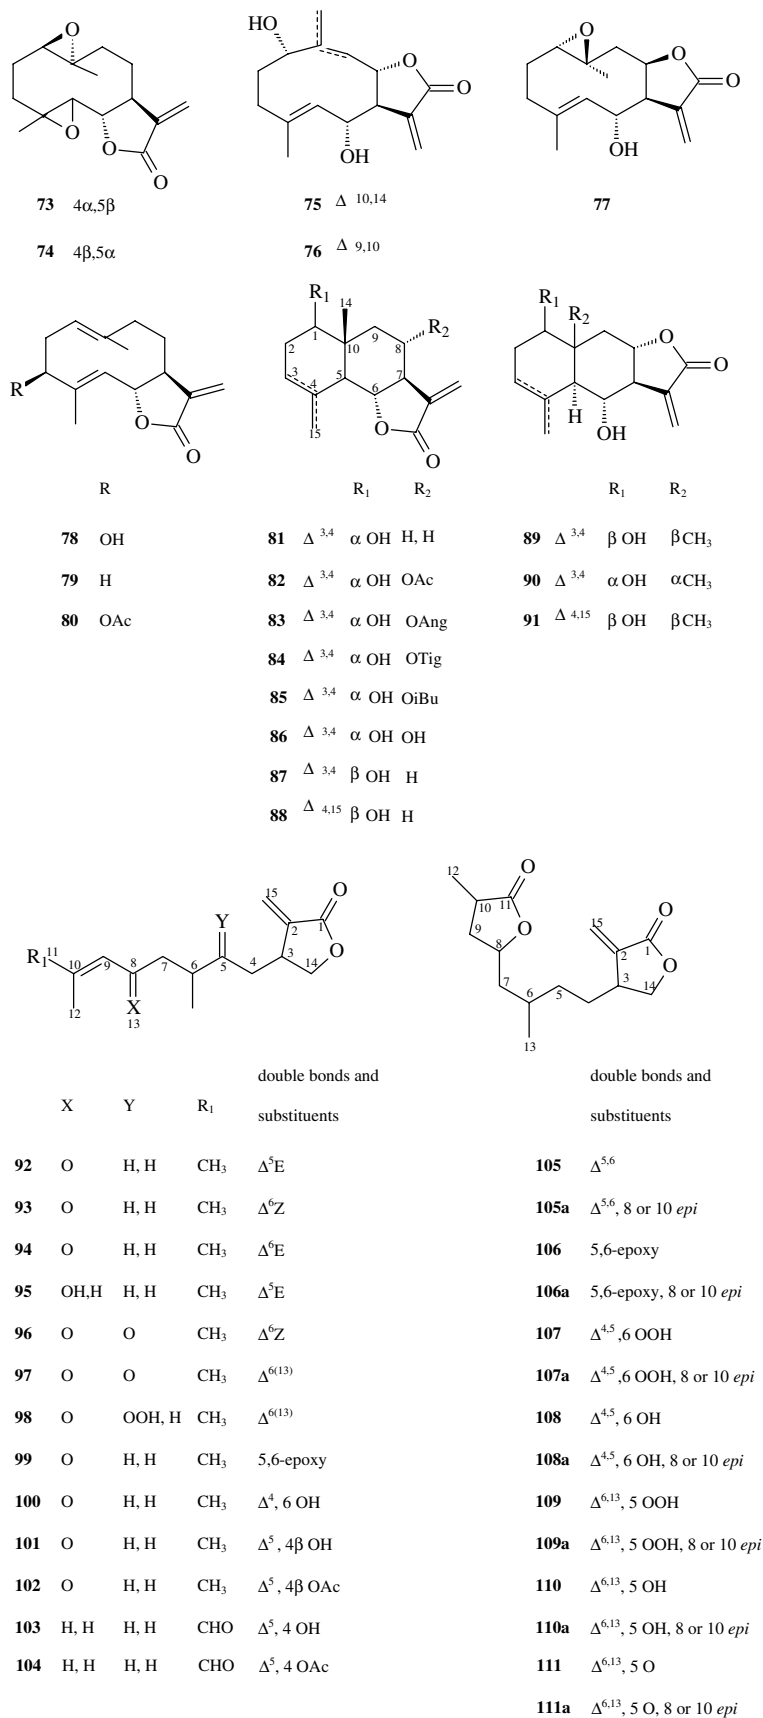 O
O
O
O
73 4α,5β
74 4β,5α
HO
O
O
OH
75 Δ 10,14
76 Δ 9,10
O
O
O
OH
77
R
O
O
R
78 OH
79 H
80 OAc
R1
14
2
1
10
9
8
R2
3
4
5
6
7
15
O
O
R1 R2
81 Δ 3,4 α OH H, H
82 Δ 3,4 α OH OAc
83 Δ 3,4 α OH OAng
84 Δ 3,4 α OH OTig
85 Δ 3,4 α OH OiBu
86 Δ 3,4 α OH OH
87 Δ 3,4 β OH H
88 Δ 4,15 β OH H
R1
R2
O
O
H
OH
R1 R2
89 Δ 3,4 β OH βCH3
90 Δ 3,4 α OH αCH3
91 Δ 4,15 β OH βCH3
15
O
Y
1
2
O
R1 11
8
6
3
10
9
7
5
4
14
12
X
13
12
O
11
10
9
O
8
15
O
1
2
O
7
6
5
3
14
13
double bonds and
X Y R1 substituents
92 O H, H CH3 Δ5E
93 O H, H CH3 Δ6Z
94 O H, H CH3 Δ6E
95 OH,H H, H CH3 Δ5E
96 O O CH3 Δ6Z
97 O O CH3 Δ6(13)
98 O OOH, H CH3 Δ6(13)
99 O H, H CH3 5,6-epoxy
100 O H, H CH3 Δ4, 6 OH
101 O H, H CH3 Δ5 , 4β OH
102 O H, H CH3 Δ5 , 4β OAc
103 H, H H, H CHO Δ5, 4 OH
104 H, H H, H CHO Δ5, 4 OAc
double bonds and
substituents
105 Δ5,6
105a Δ5,6, 8 or 10 epi
106 5,6-epoxy
106a 5,6-epoxy, 8 or 10 epi
107 Δ4,5 ,6 OOH
107a Δ4,5 ,6 OOH, 8 or 10 epi
108 Δ4,5, 6 OH
108a Δ4,5, 6 OH, 8 or 10 epi
109 Δ6,13, 5 OOH
109a Δ6,13, 5 OOH, 8 or 10 epi
110 Δ6,13, 5 OH
110a Δ6,13, 5 OH, 8 or 10 epi
111 Δ6,13, 5 O
111a Δ6,13, 5 O, 8 or 10 epi